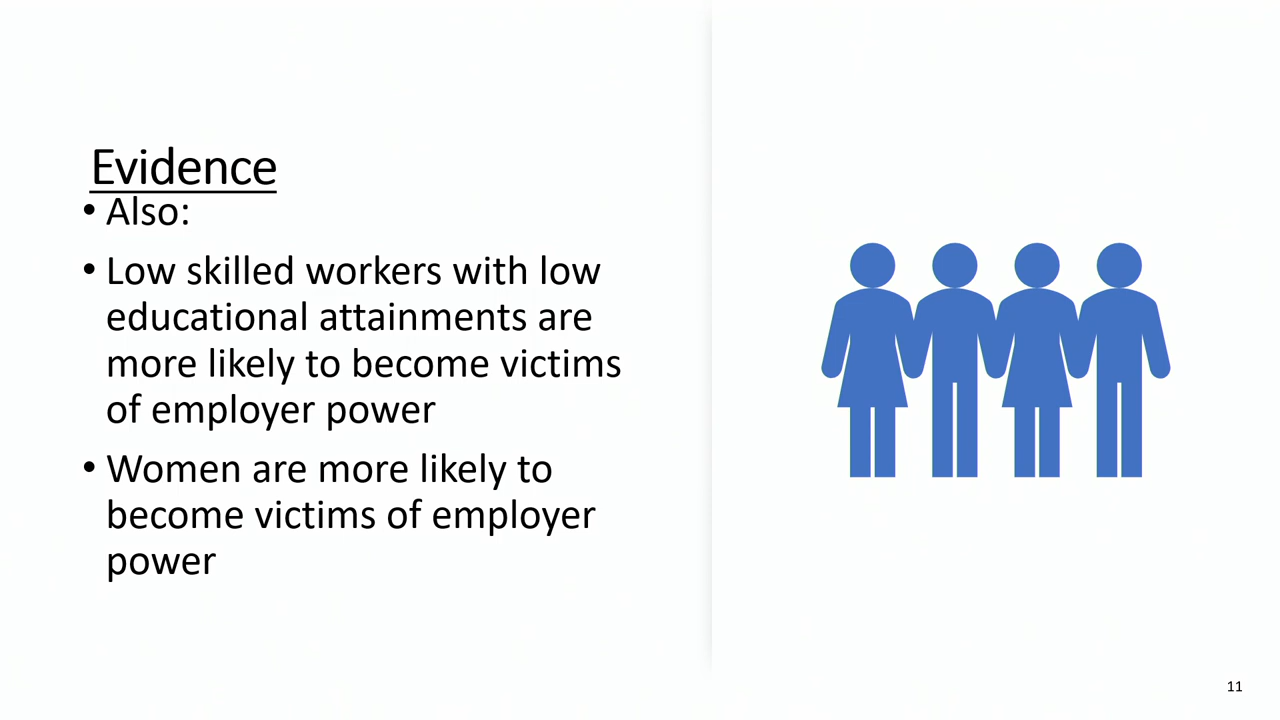 Evidence
• Also:
• Low skilled workers with low
educational attainments are
more likely to become victims
of employer power
• Women are more likely to
become victims of employer
power
11